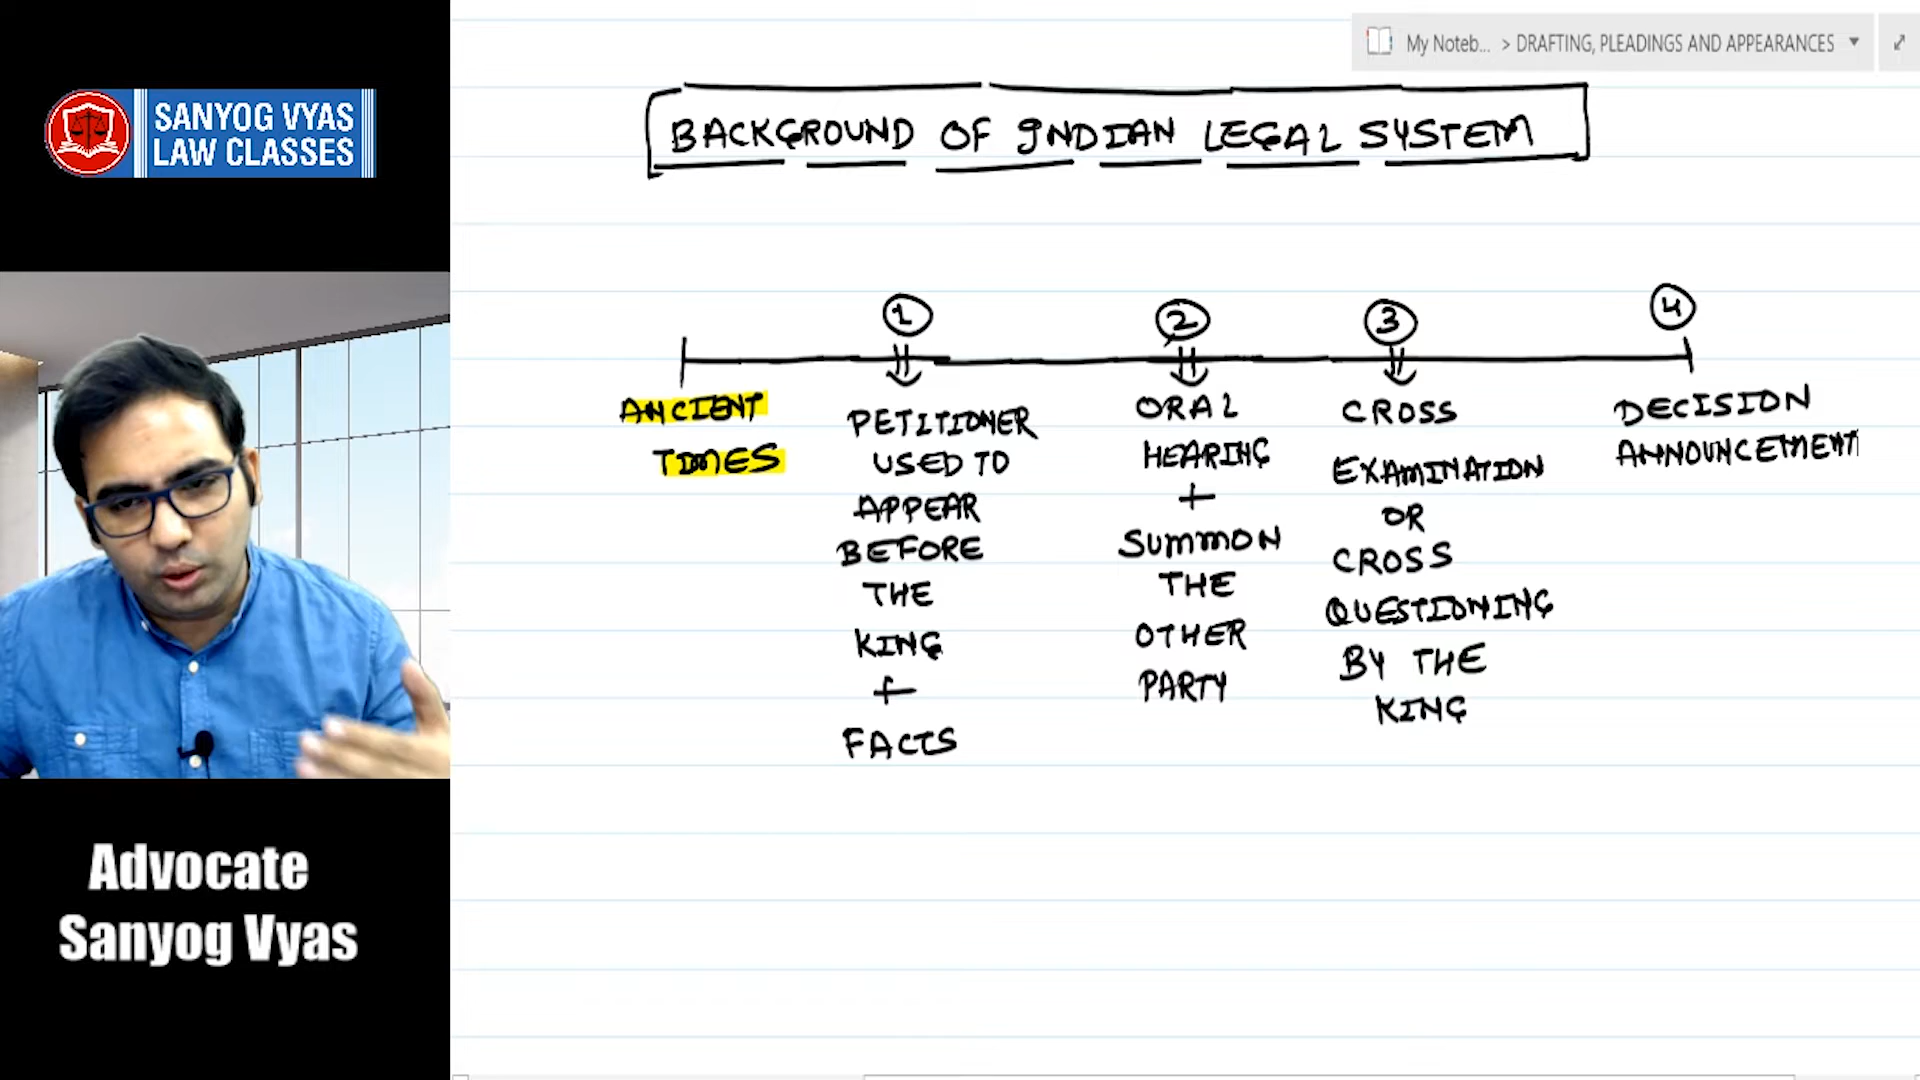 SANYOG VYAS
LAW CLASSES
Advocate
Sanyog Vyas
My Noteb... > DRAFTING, PLEADINGS AND APPEARANCES
BACKGROUND OF INDIAN LEGAL SYSTEM
ANCIENT
TIMES
1
PETITIONER
USED TO
APPEAR
BEFORE
THE
KING
+
FACTS
2
ORAL
HEARING
+
SUMMON
THE
OTHER
PARTY
3
CROSS
EXAMINATION
OR
CROSS
QUESTIONING
BY THE
KING
4
DECISION
ANNOUNCEMENT